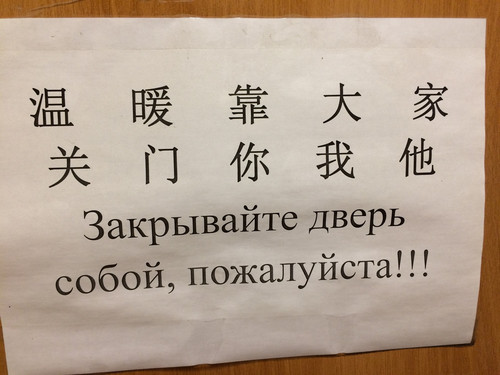 温暖靠大家
关门你我他
Закрывайте дверь
собой, пожалуйста!!!